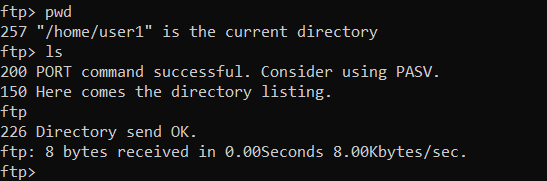 ftp> pwd
257 "/home/user1" is the current directory
ftp> ls
200 PORT command successful. Consider using PASV.
150 Here comes the directory listing.
ftp
226 Directory send OK.
ftp: 8 bytes received in 0.00Seconds 8.00Kbytes/sec.
ftp>